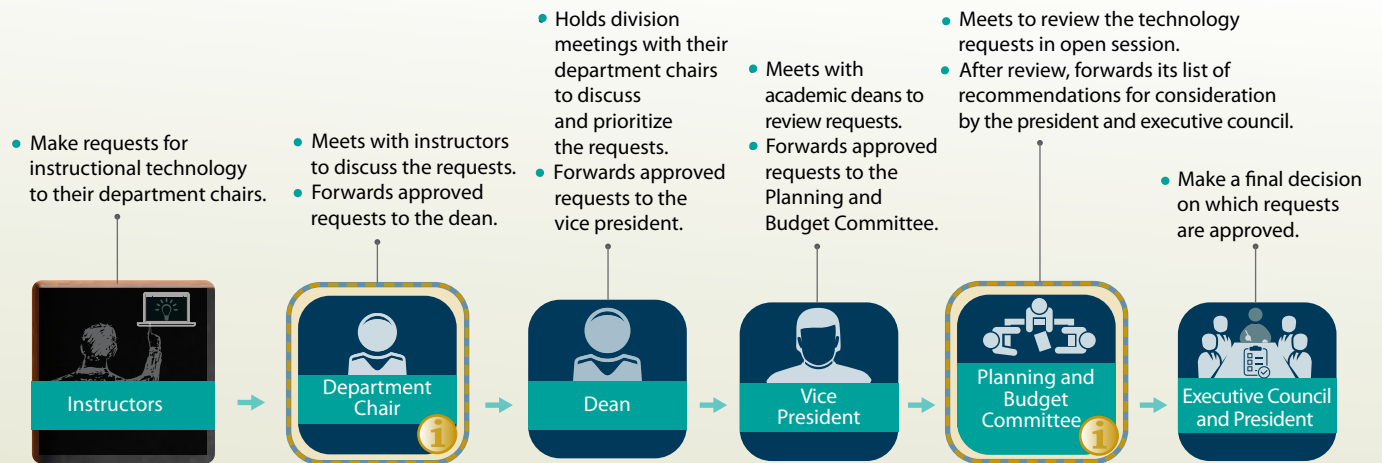 • Make requests for
instructional technology
to their department chairs.
Instructors
• Meets with instructors
to discuss the requests.
• Forwards approved
requests to the dean.
Department
Chair
i
• Holds division
meetings with their
department chairs
to discuss
and prioritize
the requests.
• Forwards approved
requests to the
vice president.
Dean
• Meets with
academic deans to
review requests.
• Forwards approved
requests to the
Planning and
Budget Committee.
Vice
President
• Meets to review the technology
requests in open session.
• After review, forwards its list of
recommendations for consideration
by the president and executive council.
Planning and
Budget
Committee
i
• Make a final decision
on which requests
are approved.
Executive Council
and President